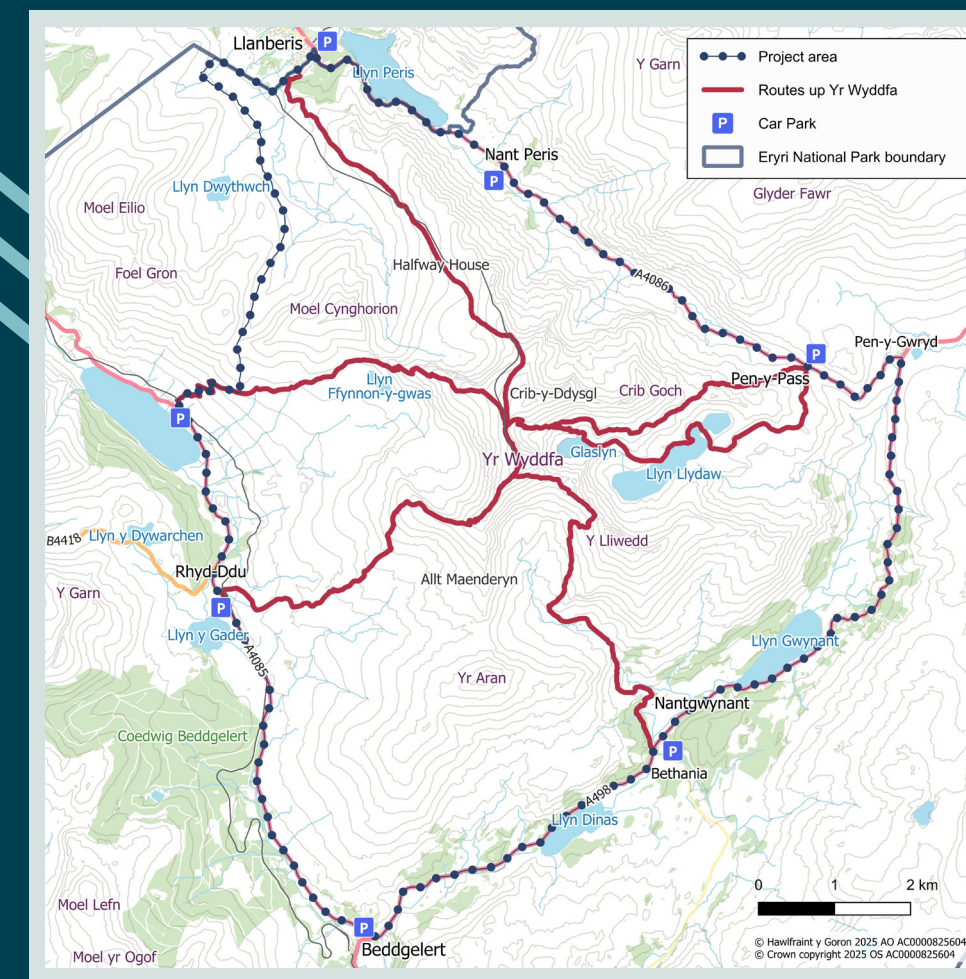 Llanberis
P
Llyn Peris
Y Garn
Project area
Routes up Yr Wyddfa
P
Car Park
Eryri National Park boundary
Nant Peris
P
Glyder Fawr
Llyn Dwythwch
Moel Eilio
Halfway House
Foel Gron
A4086
Moel Cynghorion
P
Pen-y-Gwryd
Pen-y-Pass
Llyn
Ffynnon-y-gwas
Crib-y-Ddysgl
Crib Goch
P
Yr Wyddfa
Glaslyn
Llyn Llydaw
B4418
Llyn y Dywarchen
Y Lliwedd
Rhyd-Ddu
Allt Maenderyn
Y Garn
P
Llyn y Gader
Llyn Gwynant
A4085
Yr Aran
Nantgwynant
Coedwig Beddgelert
P
Bethania
A498
Llyn Dinas
Moel Lefn
0 1 2 km
P
Beddgelert
Moel yr Ogof
© Hawlfraint y Goron 2025 AO AC0000825604
© Crown copyright 2025 OS AC0000825604